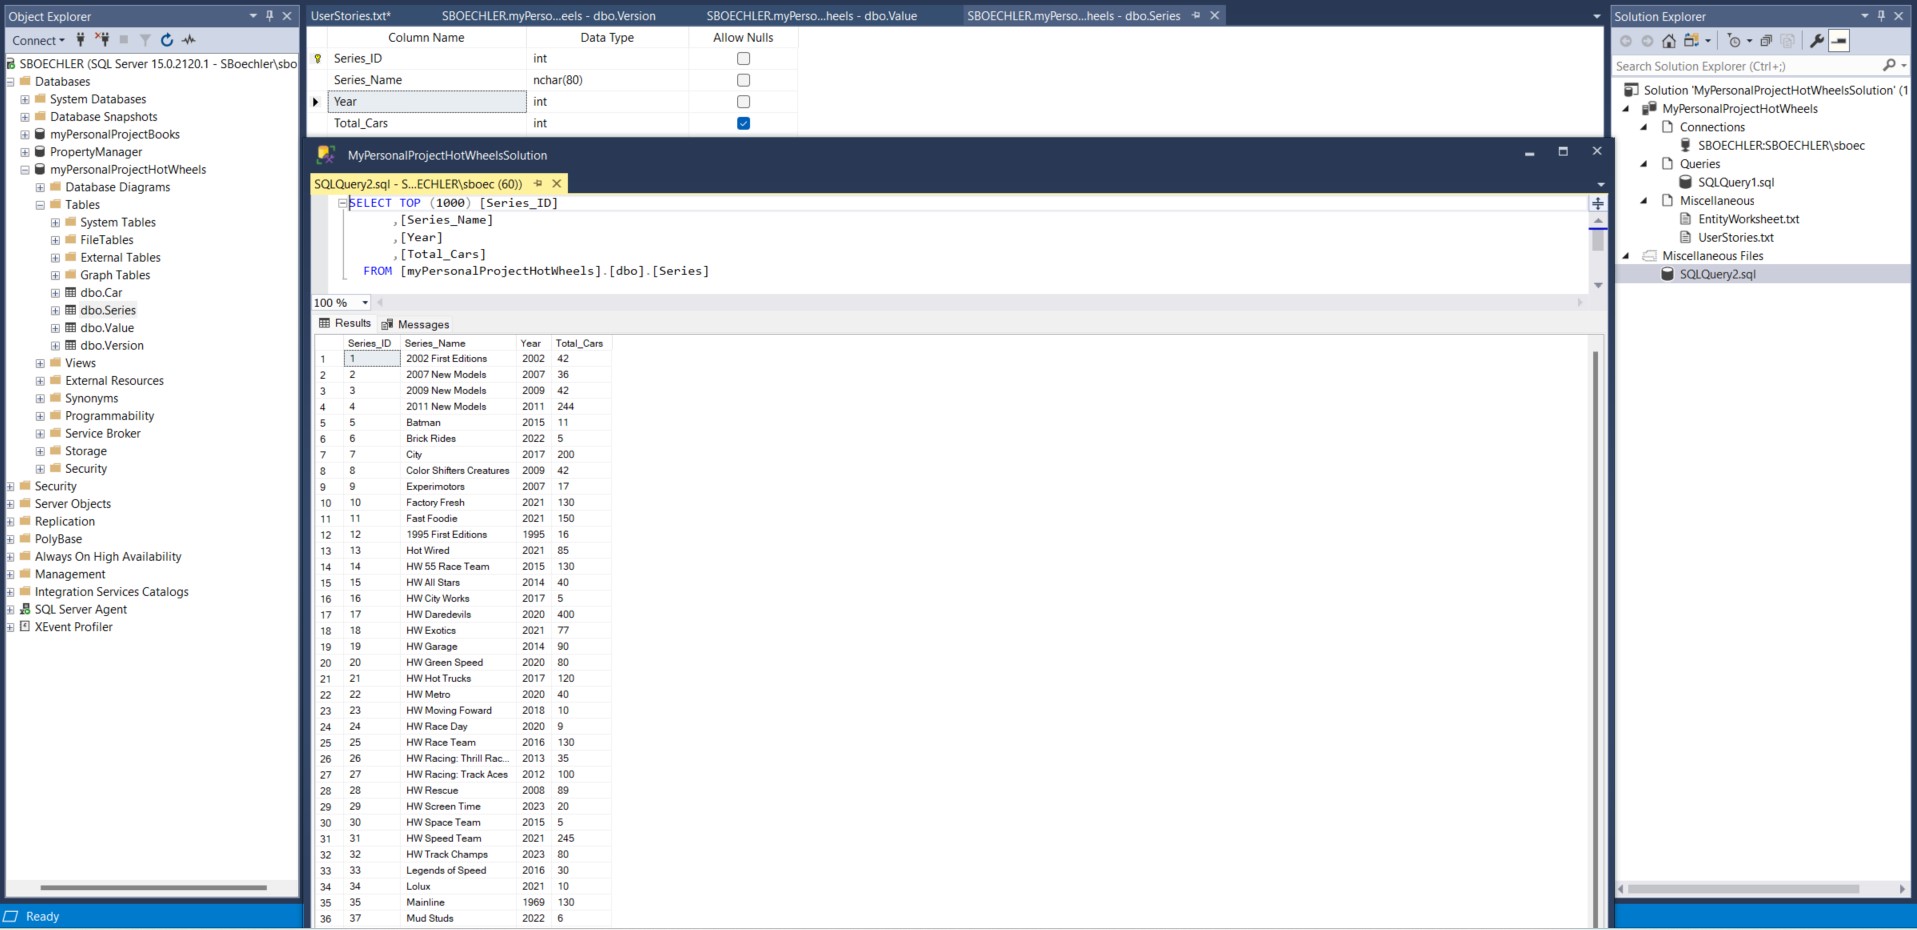 Object Explorer
Connect
SBOECHLER (SQL Server 15.0.2120.1 - SBoechler\sbo
Databases
System Databases
Database Snapshots
myPersonalProjectBooks
PropertyManager
myPersonalProjectHotWheels
Database Diagrams
Tables
System Tables
FileTables
External Tables
Graph Tables
dbo.Car
dbo.Series
dbo.Value
dbo.Version
Views
External Resources
Synonyms
Programmability
Service Broker
Storage
Security
Security
Server Objects
Replication
PolyBase
Always On High Availability
Management
Integration Services Catalogs
SQL Server Agent
XEvent Profiler
Ready
UserStories.txt* SBOECHLER.myPerso...eels - dbo.Version SBOECHLER.myPerso...heels - dbo.Value SBOECHLER.myPerso...heels - dbo.Series
Column Name Data Type Allow Nulls
Series_ID int
Series_Name nchar(80)
Year int
Total_Cars int
MyPersonalProjectHotWheelsSolution
SQLQuery2.sql - S...ECHLER\sboec (60))
SELECT TOP (1000) [Series_ID]
,[Series_Name]
,[Year]
,[Total_Cars]
FROM [myPersonalProjectHotWheels].[dbo].[Series]
100 %
Results Messages
Series_ID Series_Name Year Total_Cars
1 1 2002 First Editions 2002 42
2 2 2007 New Models 2007 36
3 3 2009 New Models 2009 42
4 4 2011 New Models 2011 244
5 5 Batman 2015 11
6 6 Brick Rides 2022 5
7 7 City 2017 200
8 8 Color Shifters Creatures 2009 42
9 9 Experimotors 2007 17
10 10 Factory Fresh 2021 130
11 11 Fast Foodie 2021 150
12 12 1995 First Editions 1995 16
13 13 Hot Wired 2021 85
14 14 HW 55 Race Team 2015 130
15 15 HW All Stars 2014 40
16 16 HW City Works 2017 5
17 17 HW Daredevils 2020 400
18 18 HW Exotics 2021 77
19 19 HW Garage 2014 90
20 20 HW Green Speed 2020 80
21 21 HW Hot Trucks 2017 120
22 22 HW Metro 2020 40
23 23 HW Moving Foward 2018 10
24 24 HW Race Day 2020 9
25 25 HW Race Team 2016 130
26 26 HW Racing: Thrill Rac... 2013 35
27 27 HW Racing: Track Aces 2012 100
28 28 HW Rescue 2008 89
29 29 HW Screen Time 2023 20
30 30 HW Space Team 2015 5
31 31 HW Speed Team 2021 245
32 32 HW Track Champs 2023 80
33 33 Legends of Speed 2016 30
34 34 Lolux 2021 10
35 35 Mainline 1969 130
36 37 Mud Studs 2022 6
Solution Explorer
Search Solution Explorer (Ctrl+;)
Solution 'MyPersonalProjectHotWheelsSolution' (1
MyPersonalProjectHotWheels
Connections
SBOECHLER:SBOECHLER\sboec
Queries
SQLQuery1.sql
Miscellaneous
EntityWorksheet.txt
UserStories.txt
Miscellaneous Files
SQLQuery2.sql